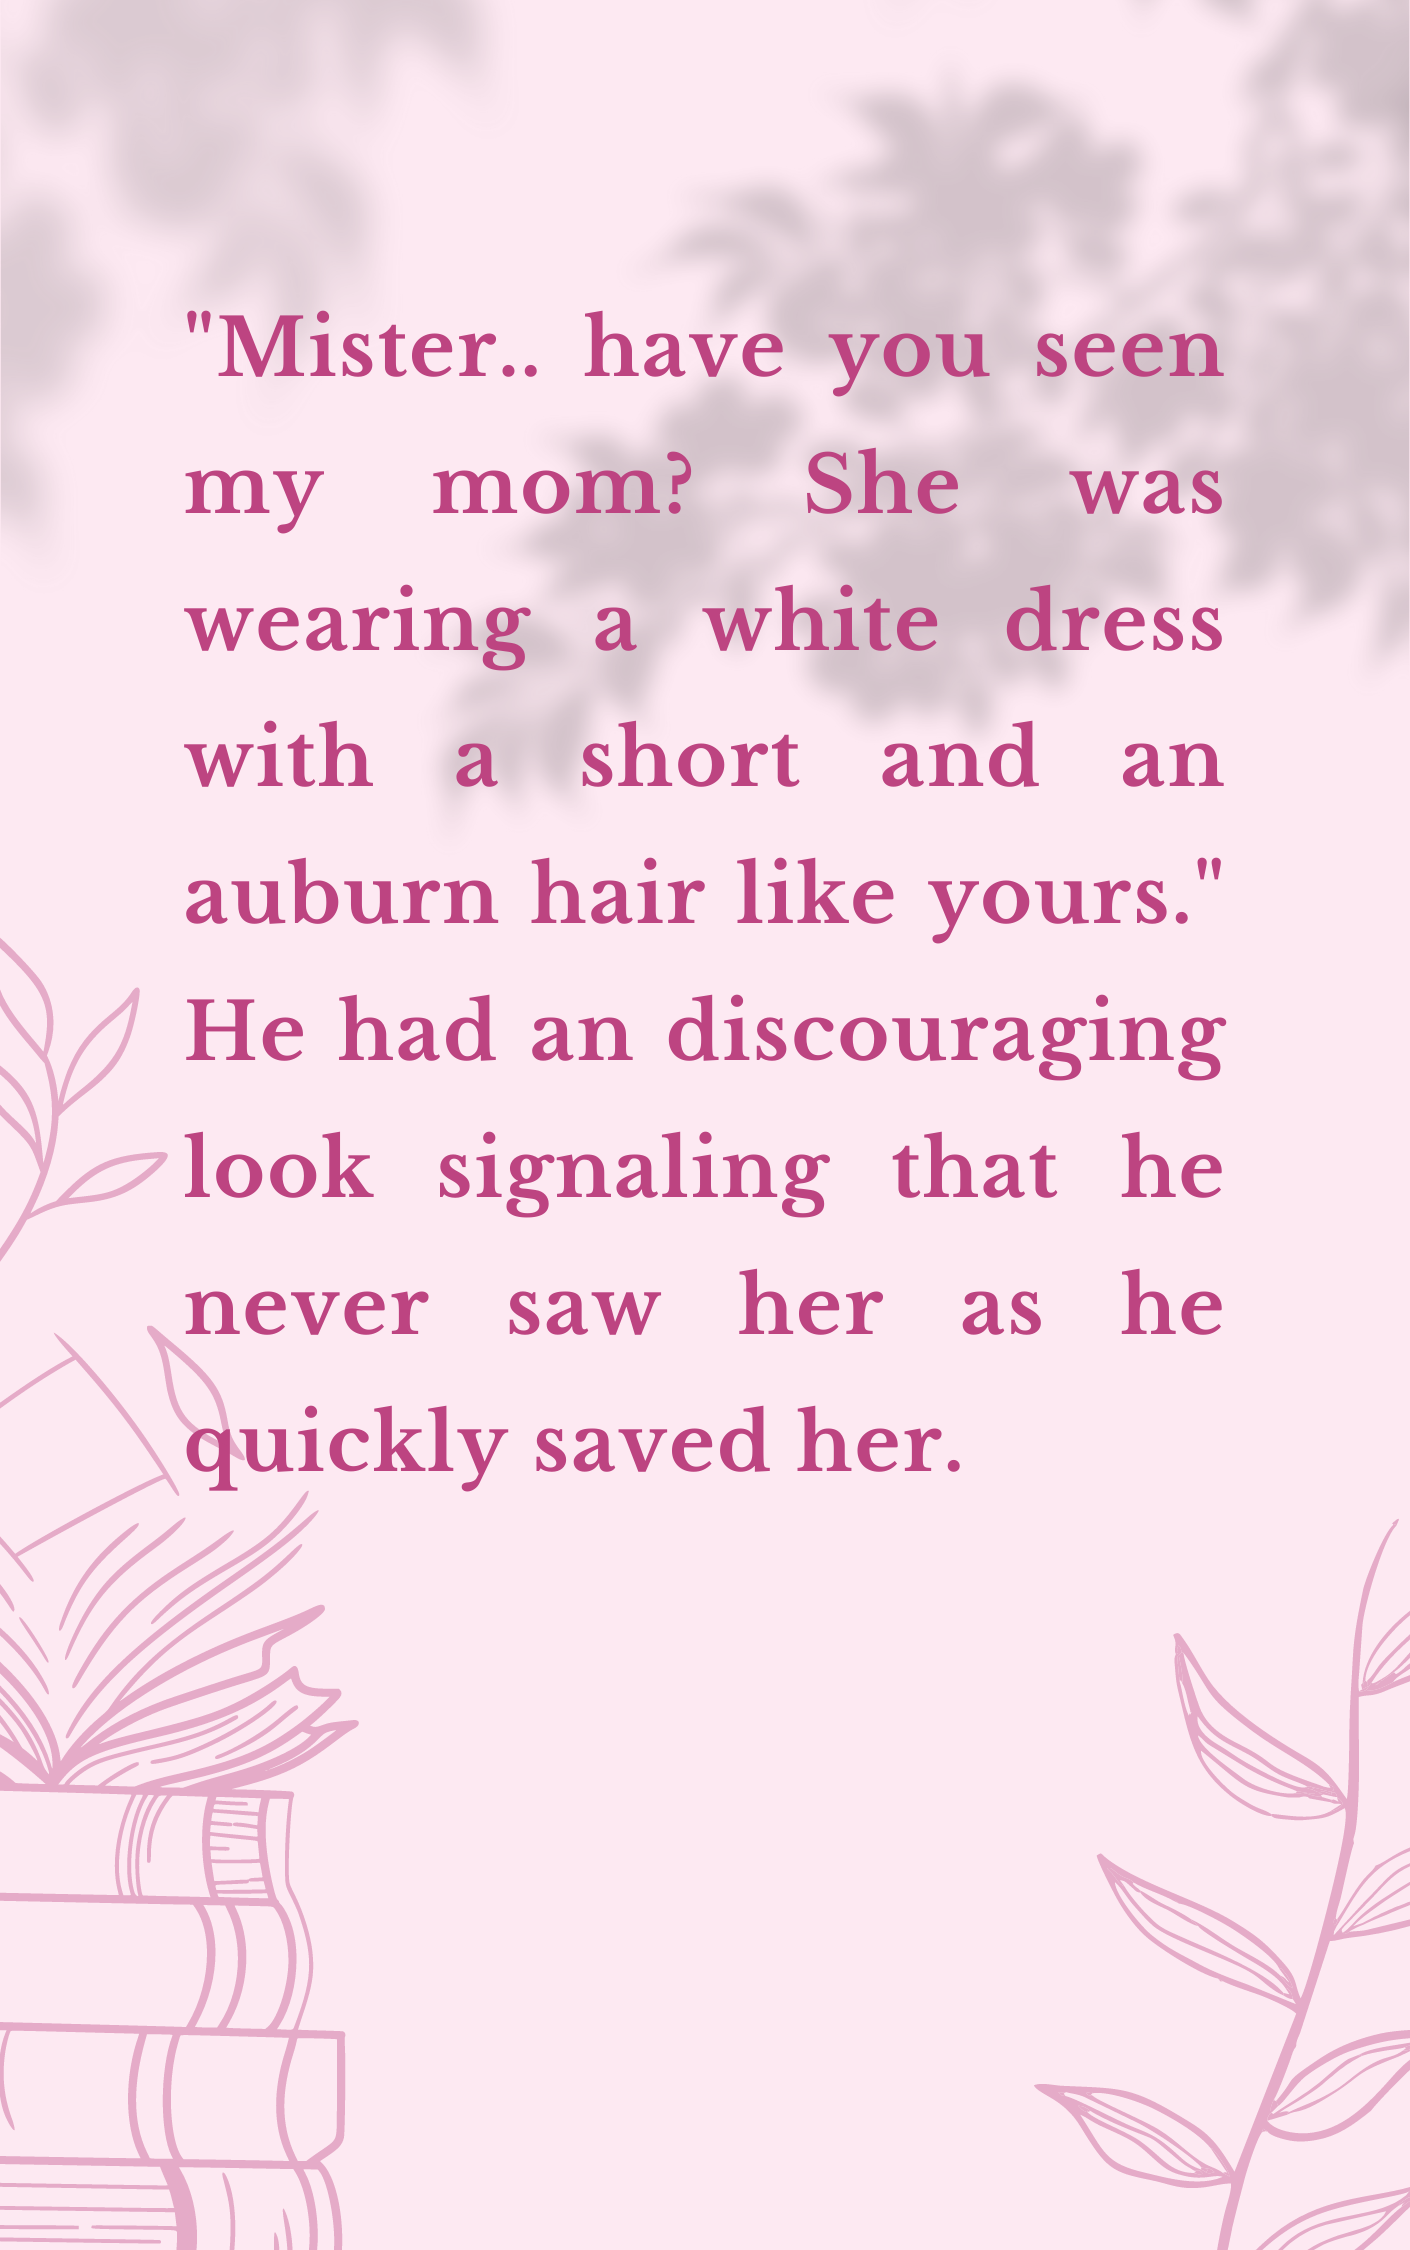 "Mister.. have you seen
my mom? She was
wearing a white dress
with a short and an
auburn hair like yours."
He had an discouraging
look signaling that he
never saw her as he
quickly saved her.